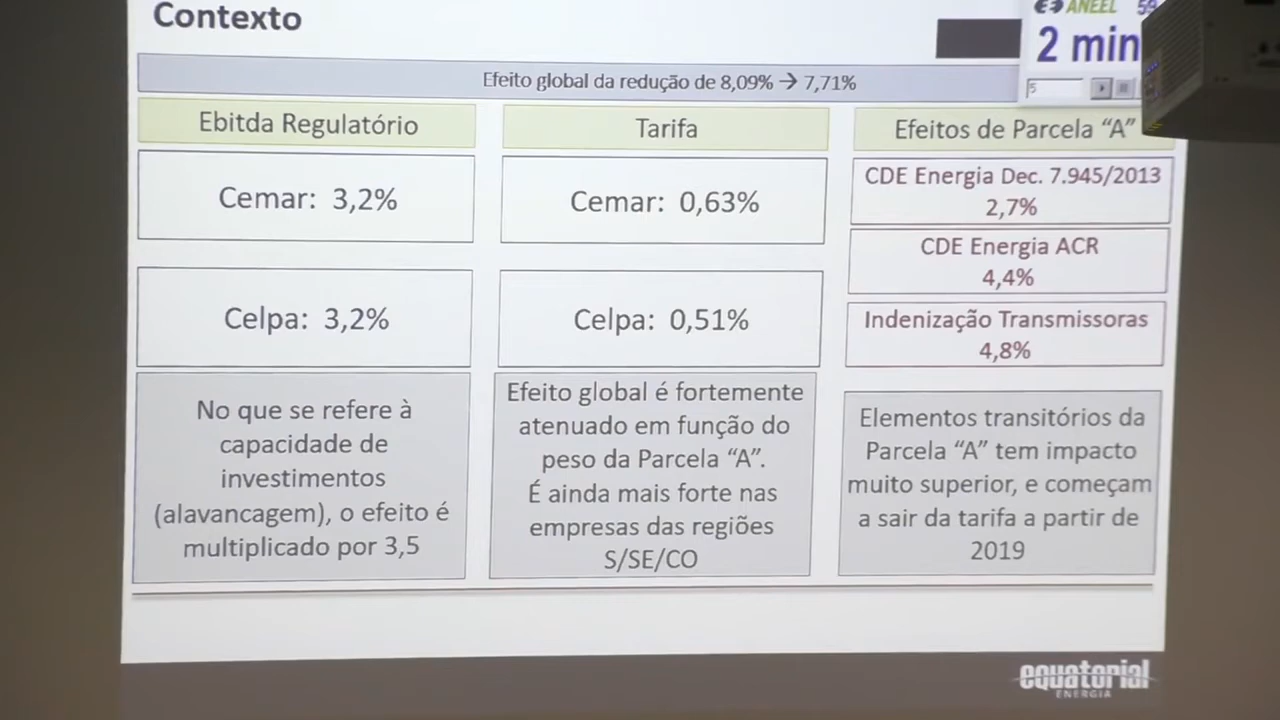 Contexto
ANEEL 59
2 min
5
Efeito global da redução de 8,09% → 7,71%
Ebitda Regulatório
Cemar: 3,2%
Celpa: 3,2%
No que se refere à
capacidade de
investimentos
(alavancagem), o efeito é
multiplicado por 3,5
Tarifa
Cemar: 0,63%
Celpa: 0,51%
Efeito global é fortemente
atenuado em função do
peso da Parcela “A”.
É ainda mais forte nas
empresas das regiões
S/SE/CO
Efeitos de Parcela “A”
CDE Energia Dec. 7.945/2013
2,7%
CDE Energia ACR
4,4%
Indenização Transmissoras
4,8%
Elementos transitórios da
Parcela “A” tem impacto
muito superior, e começam
a sair da tarifa a partir de
2019
equatorial
ENERGIA